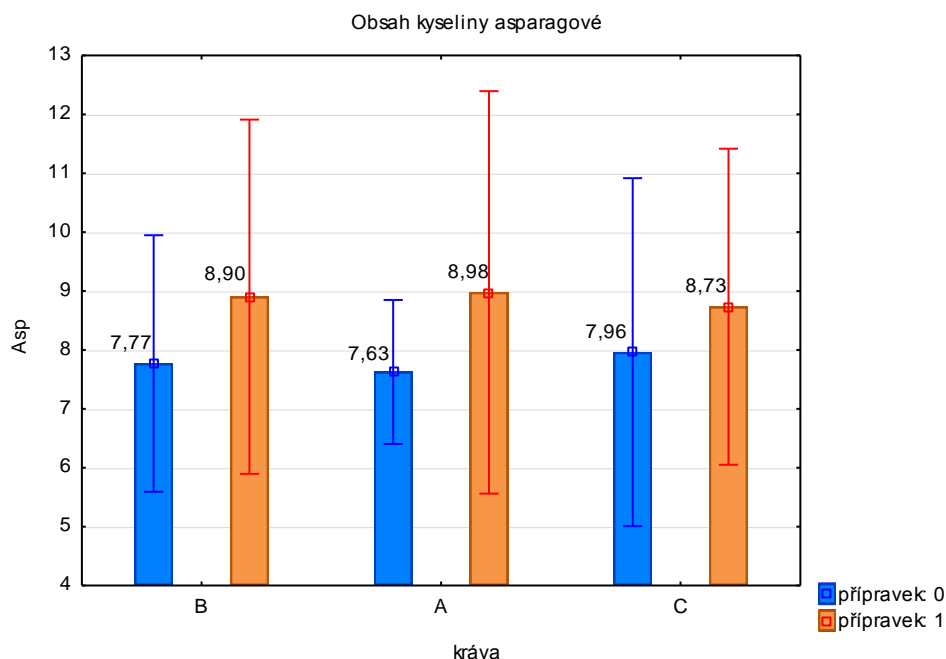 Obsah kyseliny asparagové
13
12
11
10
9
8
7
6
5
4
Asp
7,77
8,90
7,63
8,98
7,96
8,73
B
A
C
kráva
přípravek: 0
přípravek: 1